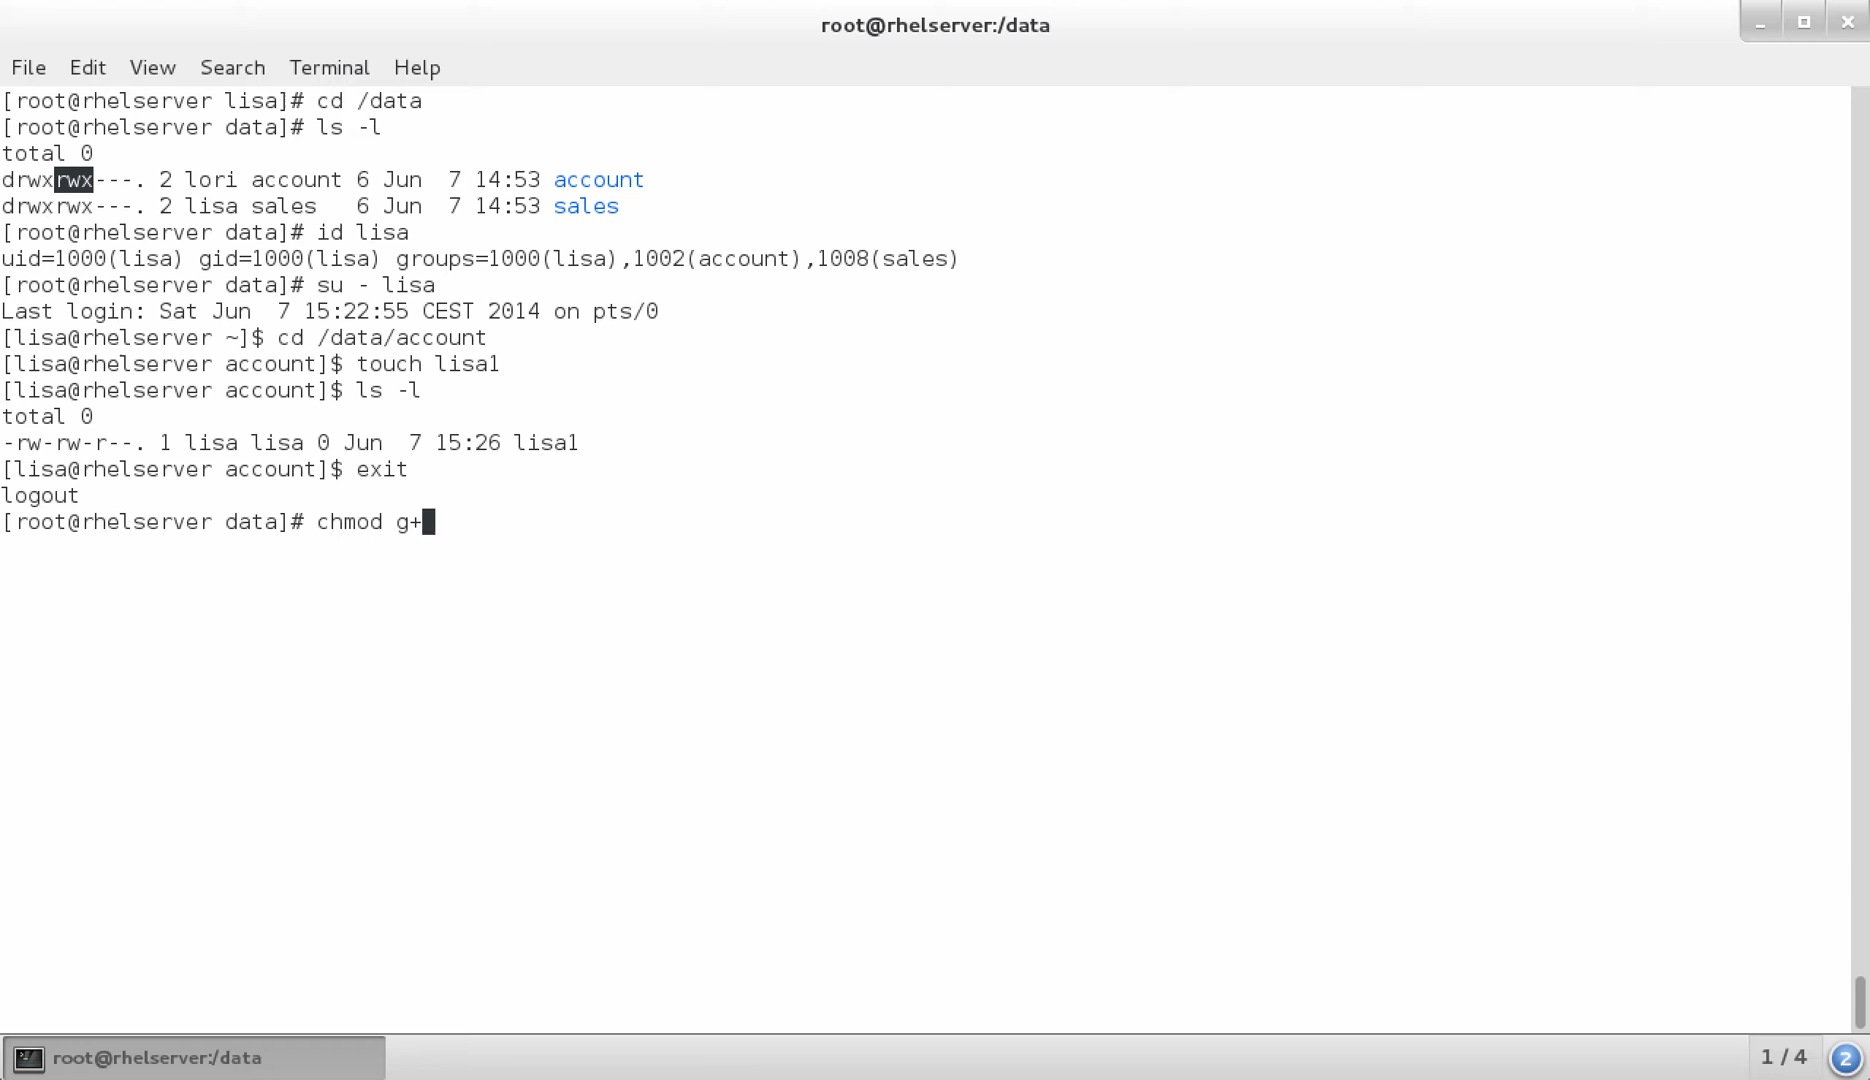 root@rhelserver:/data
File Edit View Search Terminal Help
[root@rhelserver lisa]# cd /data
[root@rhelserver data]# ls -l
total 0
drwxrwx---. 2 lori account 6 Jun  7 14:53 account
drwxrwx---. 2 lisa sales   6 Jun  7 14:53 sales
[root@rhelserver data]# id lisa
uid=1000(lisa) gid=1000(lisa) groups=1000(lisa),1002(account),1008(sales)
[root@rhelserver data]# su - lisa
Last login: Sat Jun  7 15:22:55 CEST 2014 on pts/0
[lisa@rhelserver ~]$ cd /data/account
[lisa@rhelserver account]$ touch lisa1
[lisa@rhelserver account]$ ls -l
total 0
-rw-rw-r--. 1 lisa lisa 0 Jun  7 15:26 lisa1
[lisa@rhelserver account]$ exit
logout
[root@rhelserver data]# chmod g+
root@rhelserver:/data 1 / 4 2